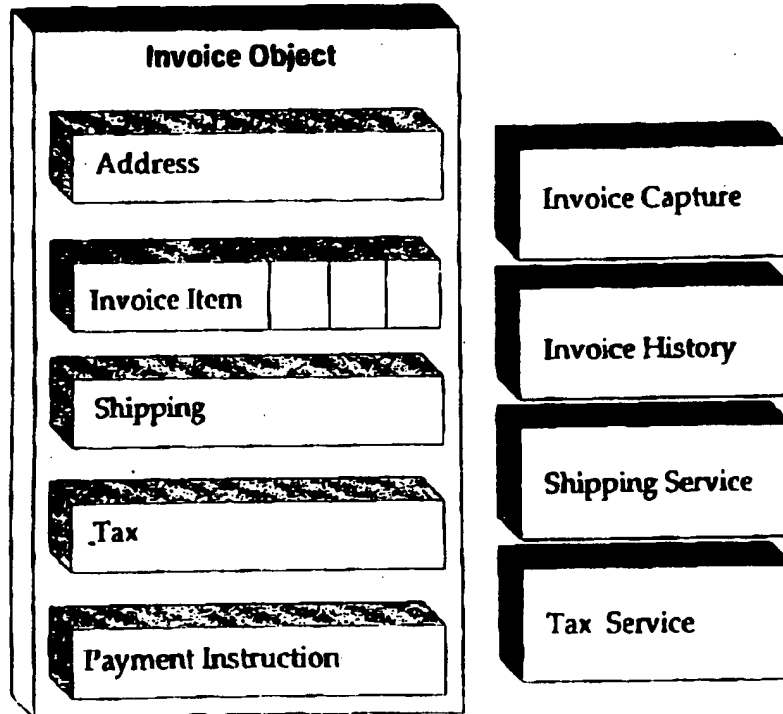 Invoice Object
Address
Invoice Item
Shipping
Tax
Payment Instruction
Invoice Capture
Invoice History
Shipping Service
Tax Service